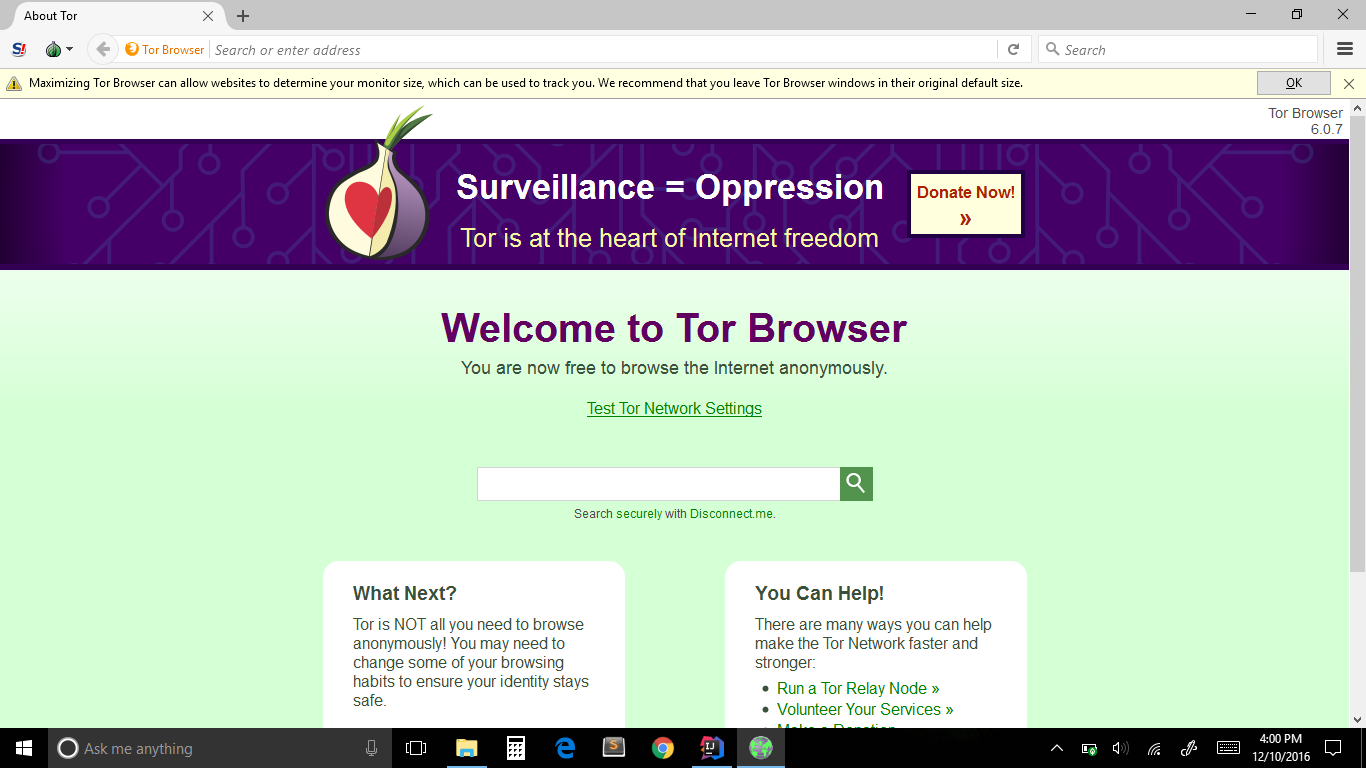 About Tor
Tor Browser
Search or enter address
Search
Maximizing Tor Browser can allow websites to determine your monitor size, which can be used to track you. We recommend that you leave Tor Browser windows in their original default size.
OK
Tor Browser
6.0.7
Surveillance = Oppression
Tor is at the heart of Internet freedom
Donate Now!
»
Welcome to Tor Browser
You are now free to browse the Internet anonymously.
Test Tor Network Settings
Search securely with Disconnect.me.
What Next?
Tor is NOT all you need to browse
anonymously! You may need to
change some of your browsing
habits to ensure your identity stays
safe.
You Can Help!
There are many ways you can help
make the Tor Network faster and
stronger:
Run a Tor Relay Node »
Volunteer Your Services »
Make a Donation
Ask me anything
S
IJ
4:00 PM
12/10/2016